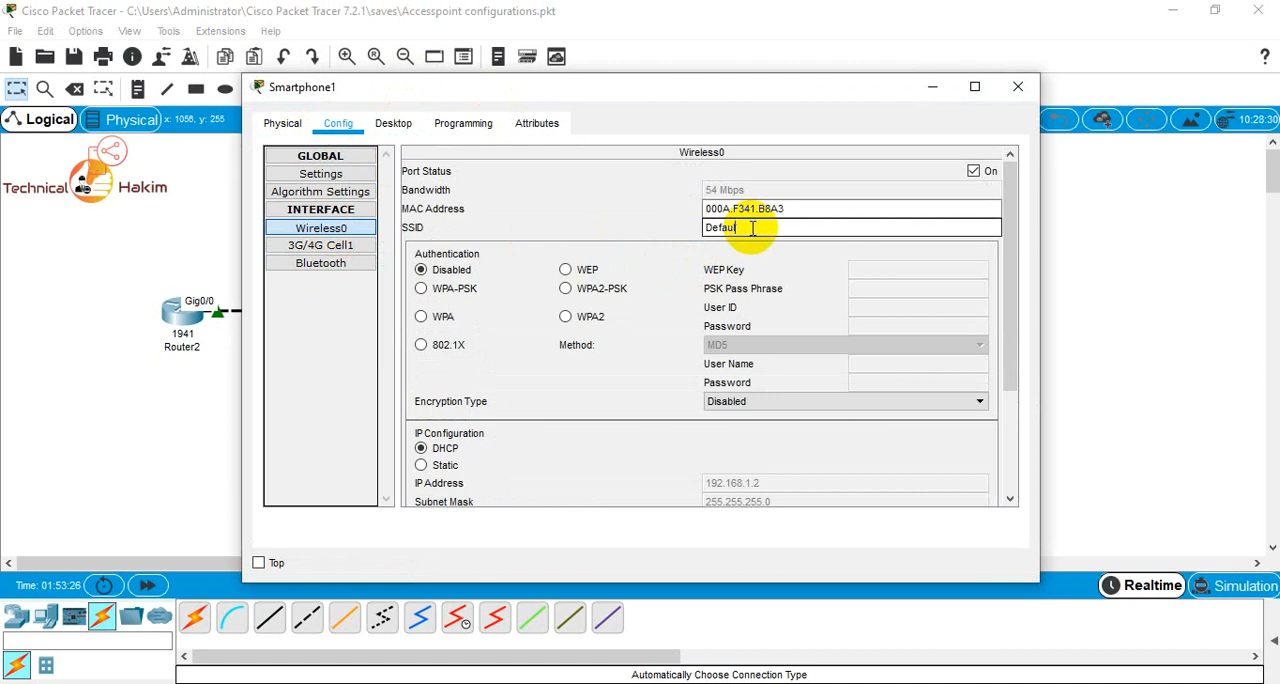 Cisco Packet Tracer - C:\Users\Administrator\Cisco Packet Tracer 7.2.1\saves\Accesspoint configurations.pkt
File Edit Options View Tools Extensions Help
?
Smartphone1
Logical Physical x: 1056, y: 255
10:28:30
Physical Config Desktop Programming Attributes
GLOBAL
Settings
Algorithm Settings
INTERFACE
Wireless0
3G/4G Cell1
Bluetooth
Wireless0
Port Status On
Bandwidth 54 Mbps
MAC Address 000A.F341.B8A3
SSID Defaul
Authentication
Disabled WEP WEP Key
WPA-PSK WPA2-PSK PSK Pass Phrase
User ID
WPA WPA2 Password
802.1X Method: MD5
User Name
Password
Encryption Type Disabled
IP Configuration
DHCP
Static
IP Address 192.168.1.2
Subnet Mask 255.255.255.0
Technical Hakim
Gig0/0
1941
Router2
Top
Time: 01:53:26
Realtime Simulation
Automatically Choose Connection Type